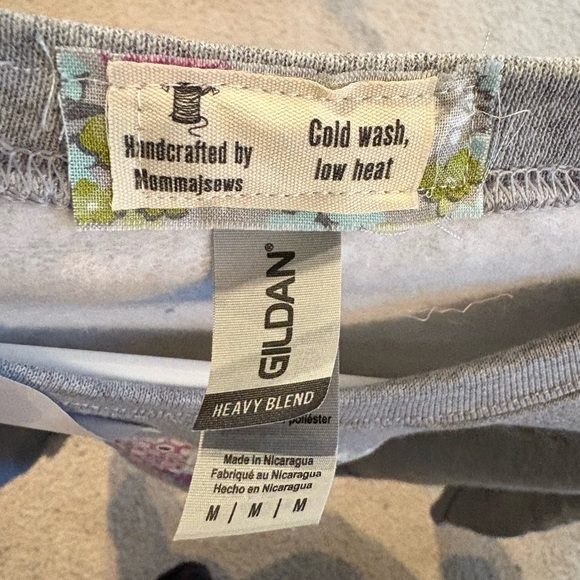 Handcrafted by
Mommajsews
Cold wash,
low heat
GILDAN®
HEAVY BLEND
poliéster
Made in Nicaragua
Fabriqué au Nicaragua
Hecho en Nicaragua
M / M / M